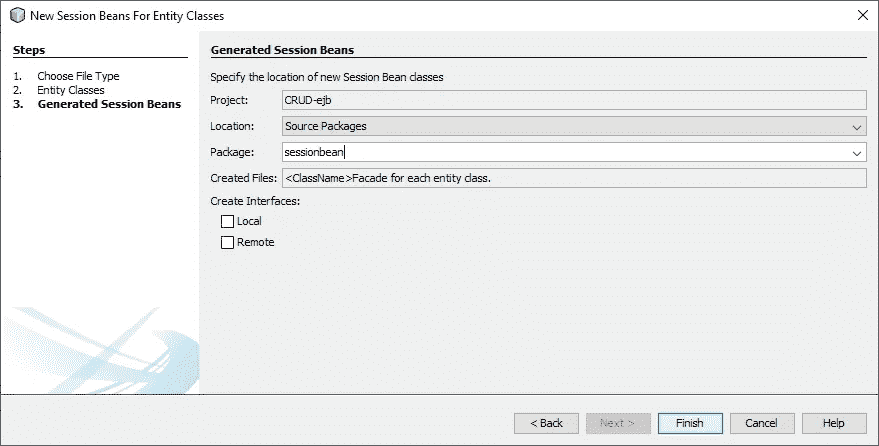 New Session Beans For Entity Classes
Steps
1. Choose File Type
2. Entity Classes
3. Generated Session Beans
Generated Session Beans
Specify the location of new Session Bean classes
Project: CRUD-ejb
Location: Source Packages
Package: sessionbean
Created Files: <ClassName>Facade for each entity class.
Create Interfaces:
Local
Remote
< Back Next > Finish Cancel Help